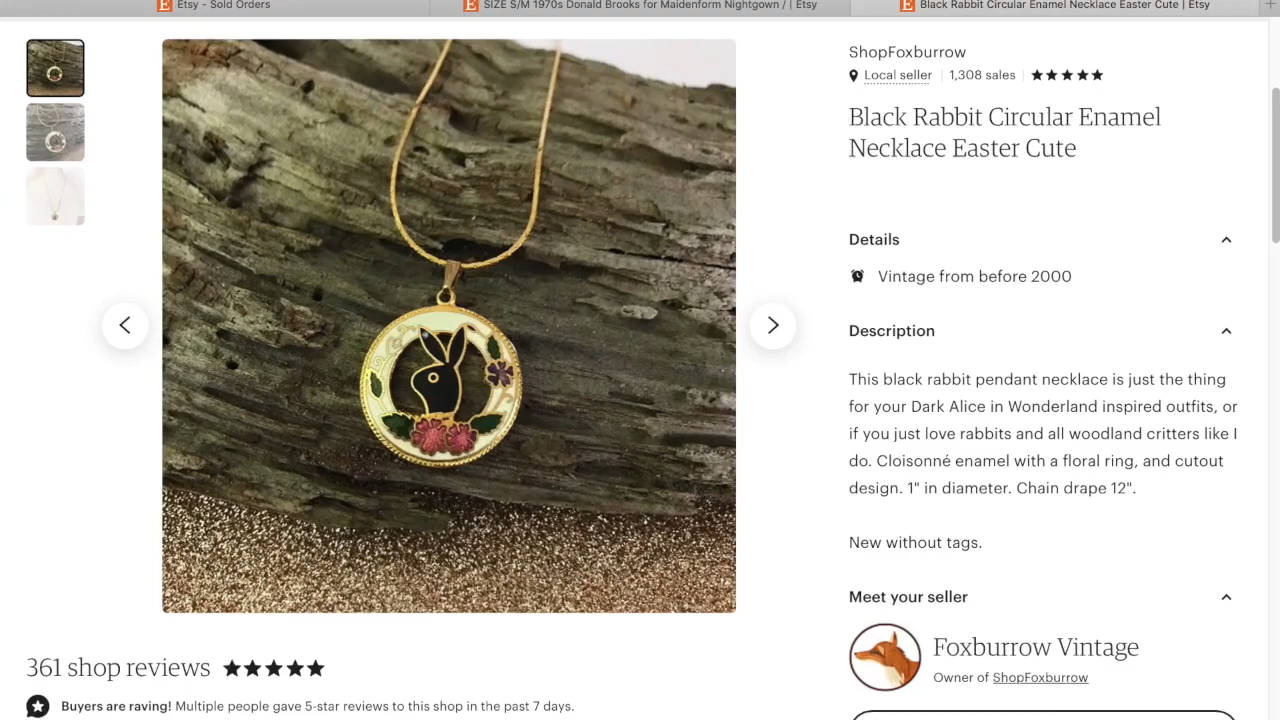 Etsy - Sold Orders
SIZE S/M 1970s Donald Brooks for Maidenform Nightgown / | Etsy
Black Rabbit Circular Enamel Necklace Easter Cute | Etsy
ShopFoxburrow
Local seller | 1,308 sales |
Black Rabbit Circular Enamel
Necklace Easter Cute
Details
Vintage from before 2000
Description
This black rabbit pendant necklace is just the thing
for your Dark Alice in Wonderland inspired outfits, or
if you just love rabbits and all woodland critters like I
do. Cloisonné enamel with a floral ring, and cutout
design. 1" in diameter. Chain drape 12".
New without tags.
Meet your seller
Foxburrow Vintage
Owner of ShopFoxburrow
361 shop reviews
Buyers are raving! Multiple people gave 5-star reviews to this shop in the past 7 days.